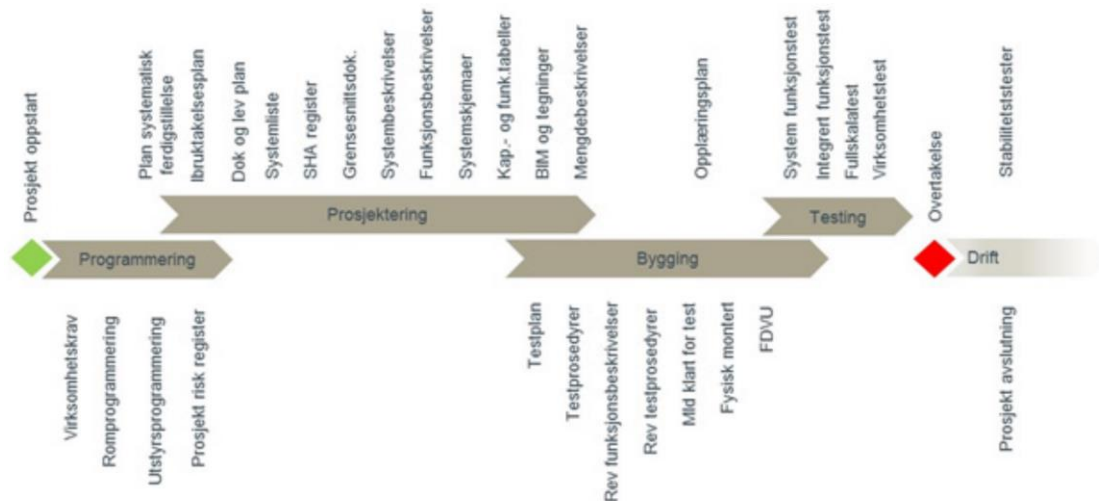 Prosjekt oppstart
Plan systematisk
ferdigstillelse
Ibruktakelsesplan
Dok og lev plan
Systemliste
SHA register
Grensesnittsdok.
Systembeskrivelser
Funksjonsbeskrivelser
Systemskjemaer
Kap.- og funk.tabeller
BIM og tegninger
Mengdebeskrivelser
Opplæringsplan
System funksjonstest
Integrert funksjonstest
Fullskalatest
Virksomhetstest
Overtakelse
Stabilitetststester
Prosjektering
Testing
Programmering
Bygging
Drift
Virksomhetskrav
Romprogrammering
Utstyrsprogrammering
Prosjekt risk register
Testplan
Testprosedyrer
Rev funksjonsbeskrivelser
Rev testprosedyrer
Mld klart for test
Fysisk montert
FDVU
Prosjekt avslutning